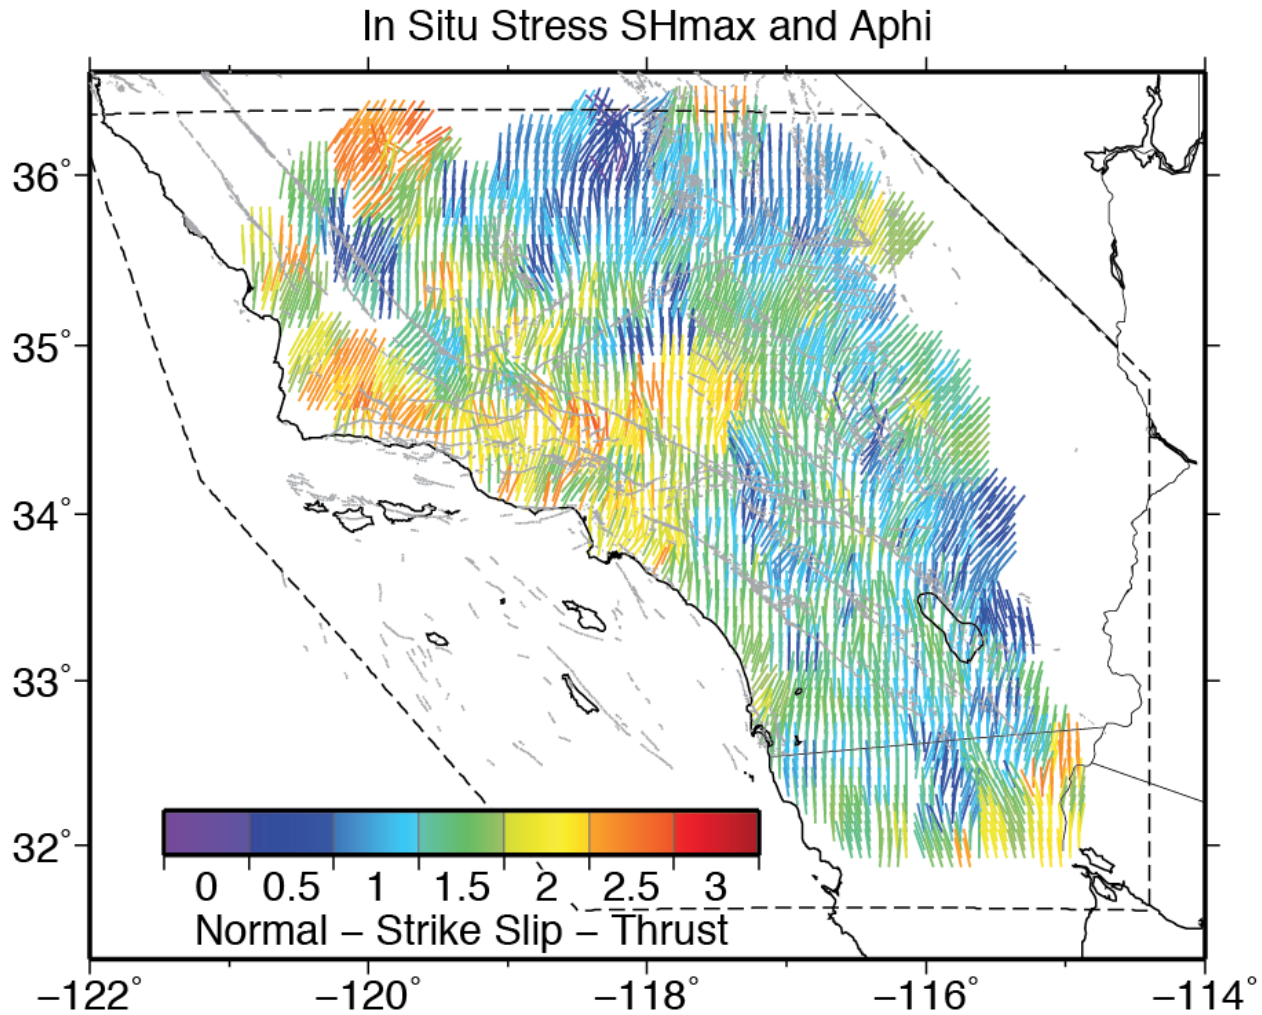 In Situ Stress SHmax and Aphi
36°
35°
34°
33°
32°
0 0.5 1 1.5 2 2.5 3
Normal – Strike Slip – Thrust
−122° −120° −118° −116° −114°